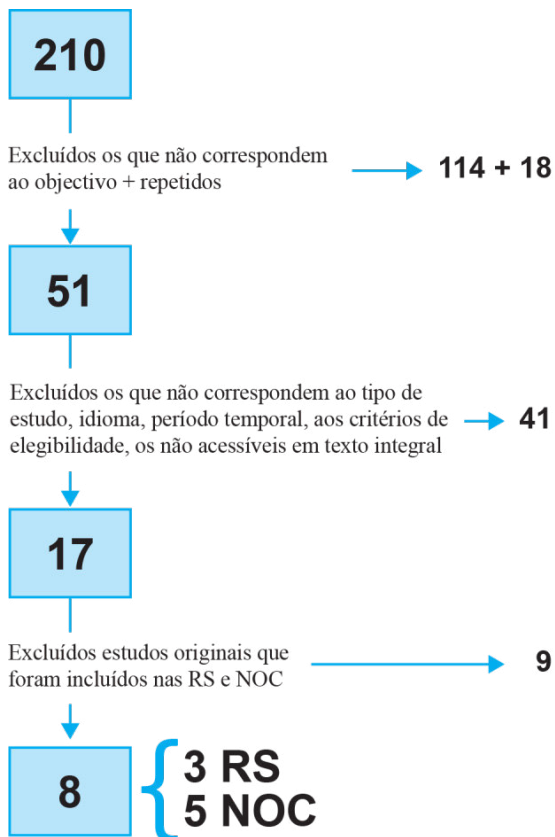 210
Excluídos os que não correspondem
ao objectivo + repetidos
114 + 18
51
Excluídos os que não correspondem ao tipo de
estudo, idioma, período temporal, aos critérios de
elegibilidade, os não acessíveis em texto integral
41
17
Excluídos estudos originais que
foram incluídos nas RS e NOC
9
8
3 RS
5 NOC